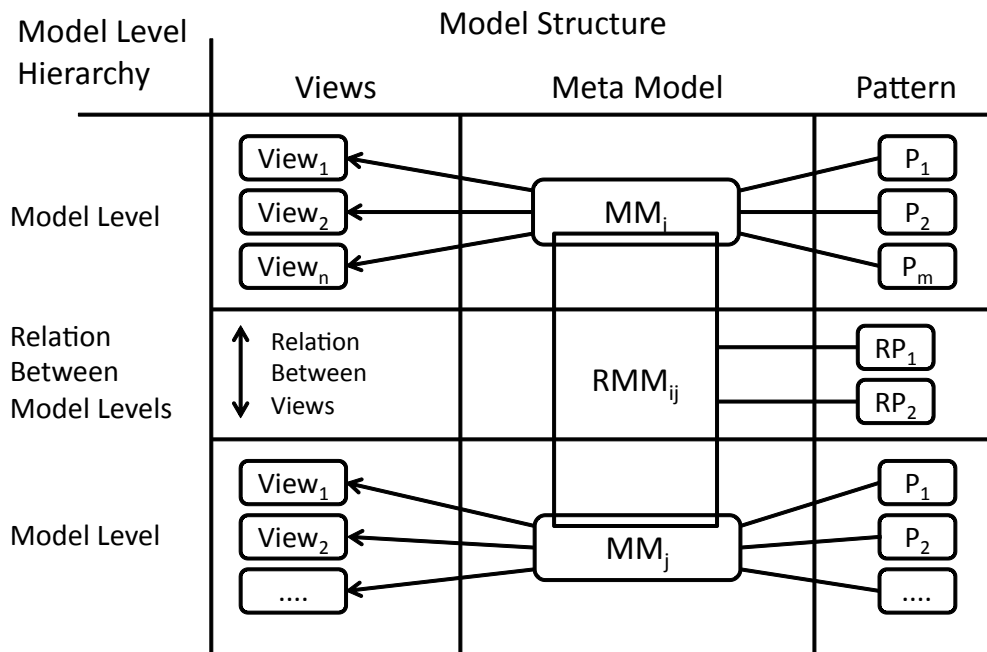 Model Level
Hierarchy
Model Structure
Views
Meta Model
Pattern
Model Level
View₁
View₂
Viewₙ
MMᵢ
P₁
P₂
Pₘ
Relation
Between
Model Levels
Relation
Between
Views
RMMᵢⱼ
RP₁
RP₂
Model Level
View₁
View₂
....
MMⱼ
P₁
P₂
....